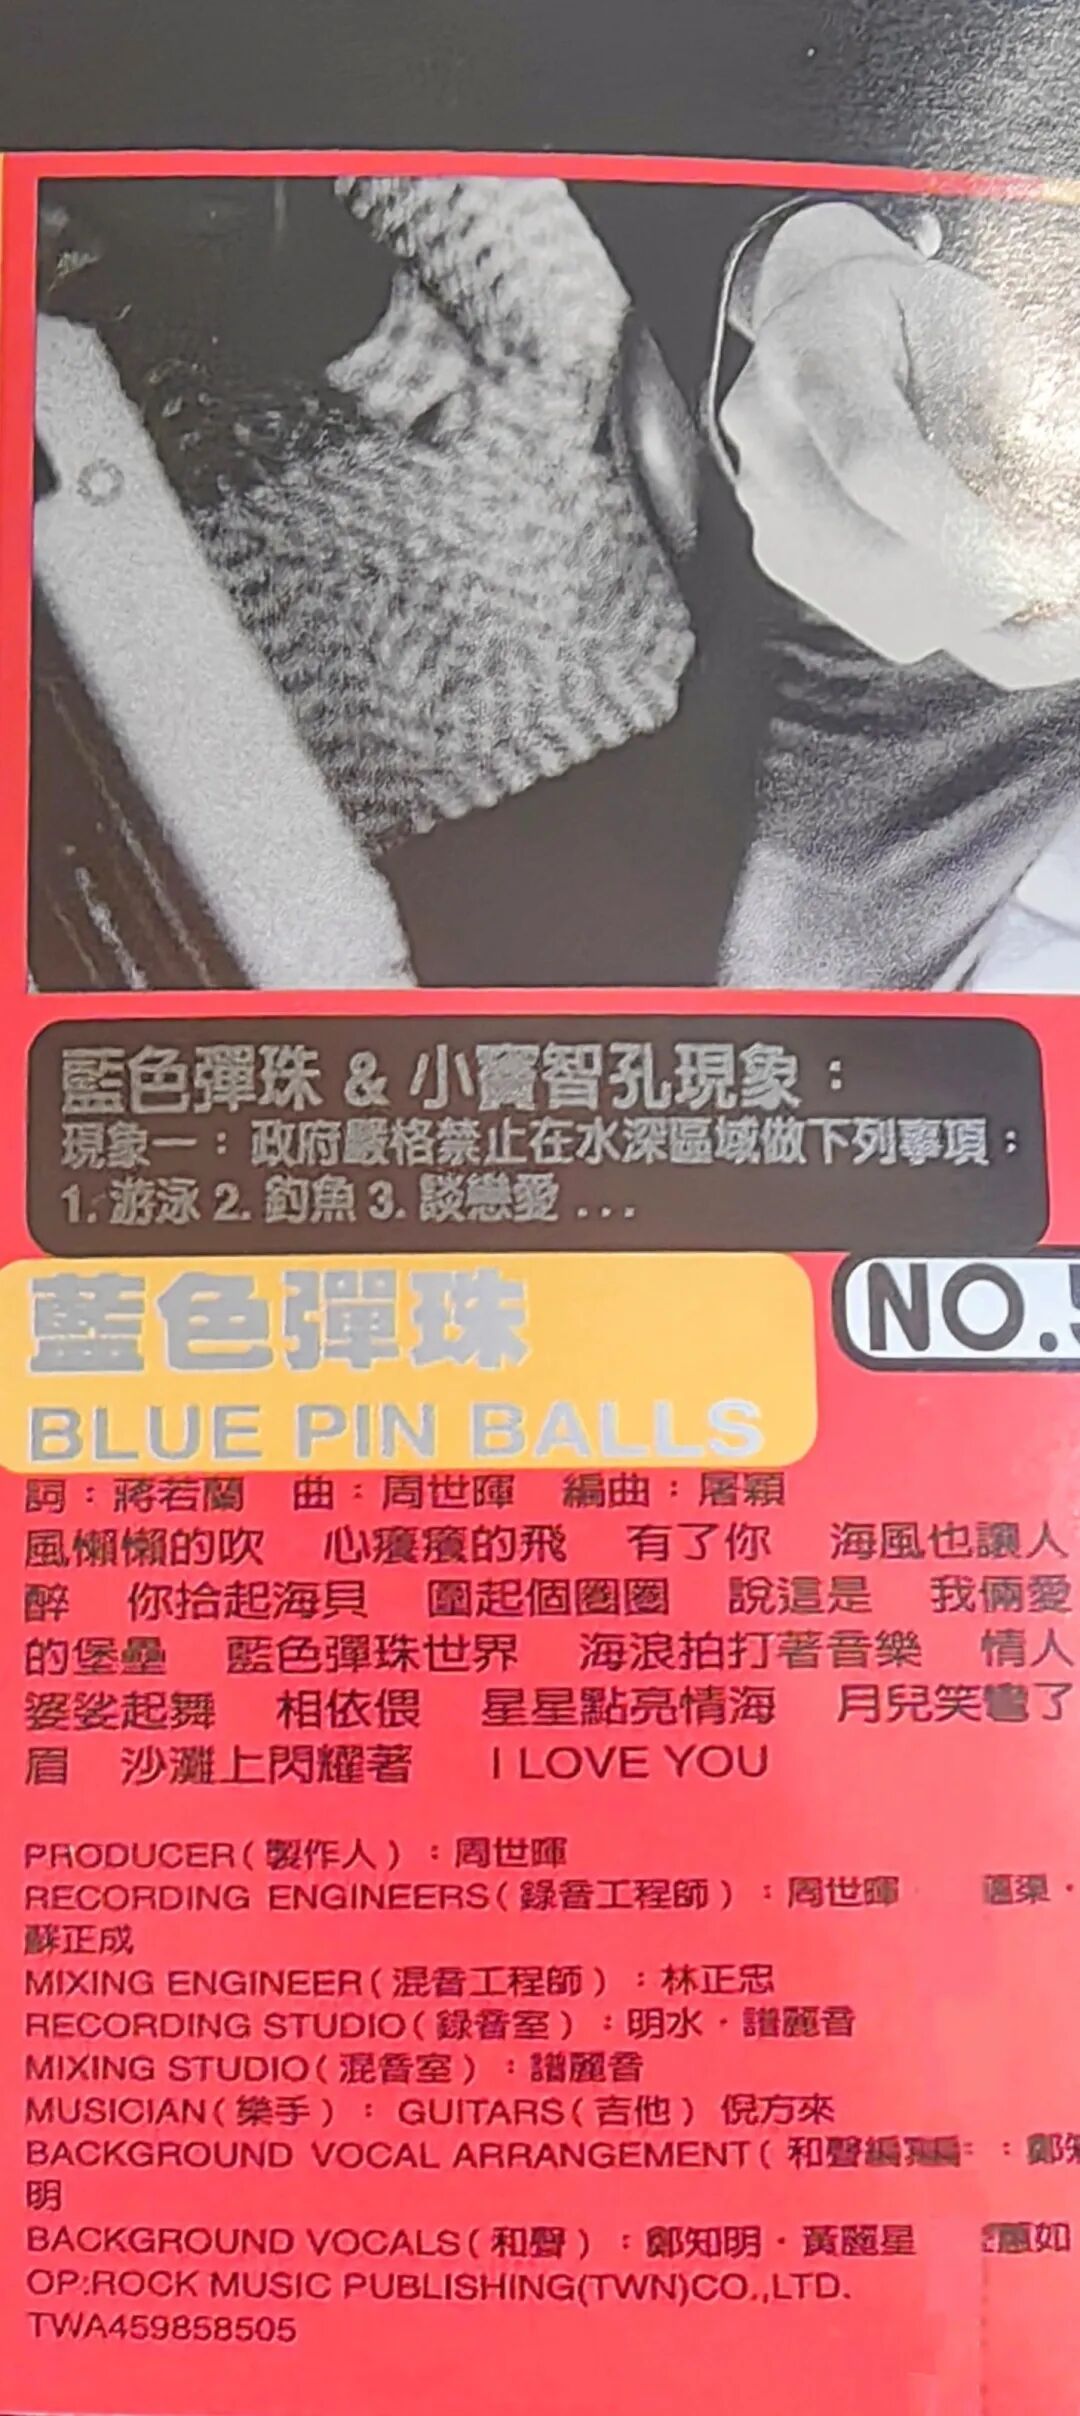 藍色彈珠 & 小寶智孔現象：
現象一：政府嚴格禁止在水深區域做下列事項：
1. 游泳 2. 釣魚 3. 談戀愛 ...
藍色彈珠
NO.5
BLUE PIN BALLS
詞：蔣若蘭 曲：周世暉 編曲：屠穎
風懶懶的吹 心癢癢的飛 有了你 海風也讓人
醉 你拾起海貝 圍起個圈圈 說這是 我倆愛
的堡壘 藍色彈珠世界 海浪拍打著音樂 情人
婆娑起舞 相依偎 星星點亮情海 月兒笑彎了
眉 沙灘上閃耀著 I LOVE YOU
PRODUCER(製作人)：周世暉
RECORDING ENGINEERS(錄音工程師)：周世暉
蘇正成
MIXING ENGINEER(混音工程師)：林正忠
RECORDING STUDIO(錄音室)：明水·譜麗音
MIXING STUDIO(混音室)：譜麗音
MUSICIAN(樂手)：GUITARS(吉他) 倪方來
BACKGROUND VOCAL ARRANGEMENT(和聲編寫：鄭知
明
BACKGROUND VOCALS(和聲)：鄭知明·黃麗星 蕙如
OP:ROCK MUSIC PUBLISHING(TWN)CO.,LTD.
TWA459858505